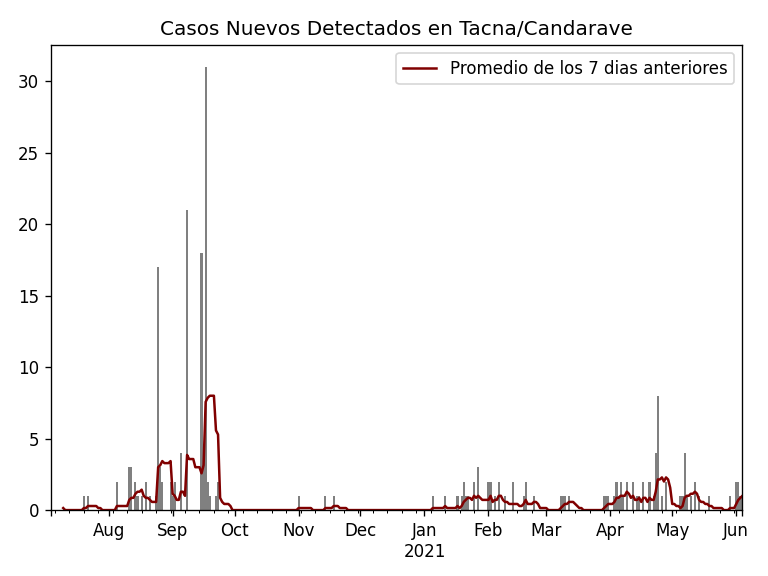 Casos Nuevos Detectados en Tacna/Candarave
Promedio de los 7 dias anteriores
30
25
20
15
10
5
0
Aug Sep Oct Nov Dec Jan Feb Mar Apr May Jun
2021